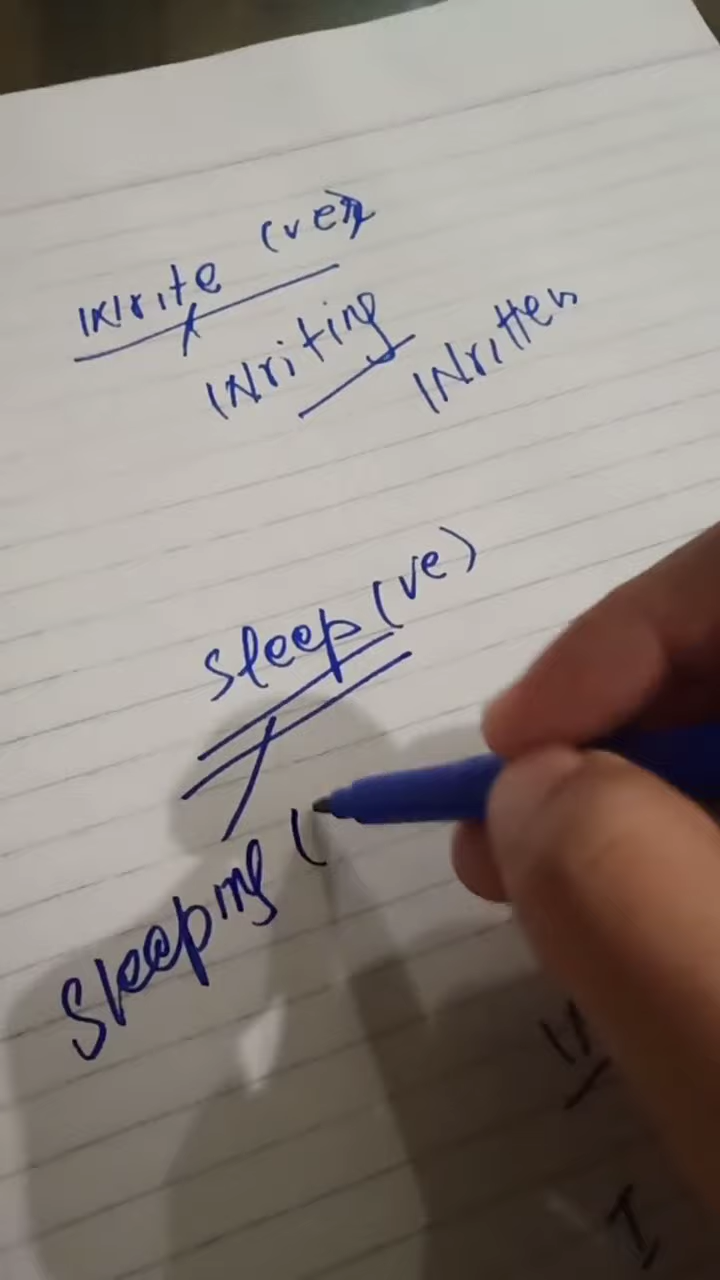 Write (ve)
Writing Written
Sleep (ve)
Sleeping (
I